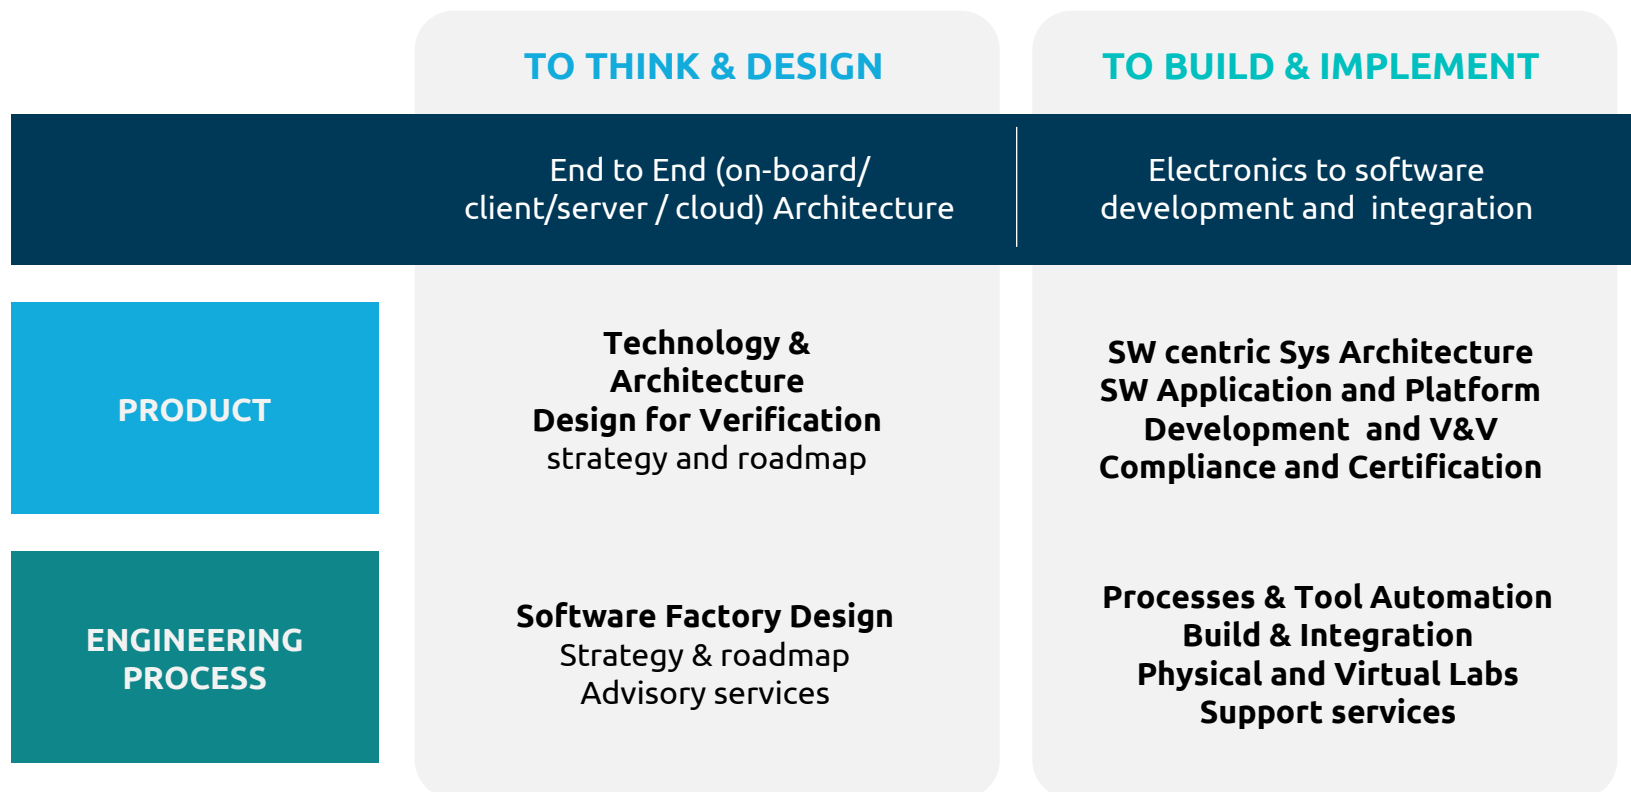 TO THINK & DESIGN
TO BUILD & IMPLEMENT
End to End (on-board/
client/server / cloud) Architecture
Electronics to software
development and  integration
PRODUCT
Technology &
Architecture
Design for Verification
strategy and roadmap
SW centric Sys Architecture
SW Application and Platform
Development  and V&V
Compliance and Certification
ENGINEERING
PROCESS
Software Factory Design
Strategy & roadmap
Advisory services
Processes & Tool Automation
Build & Integration
Physical and Virtual Labs
Support services